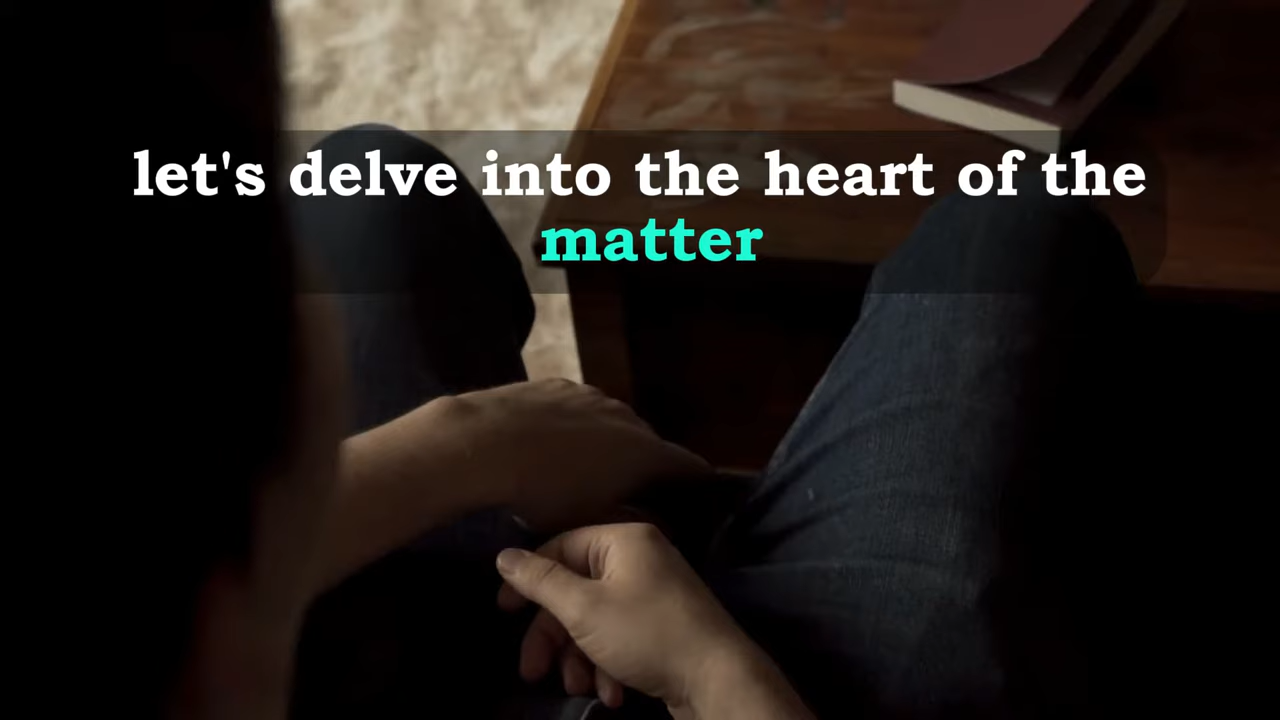 let's delve into the heart of the
matter